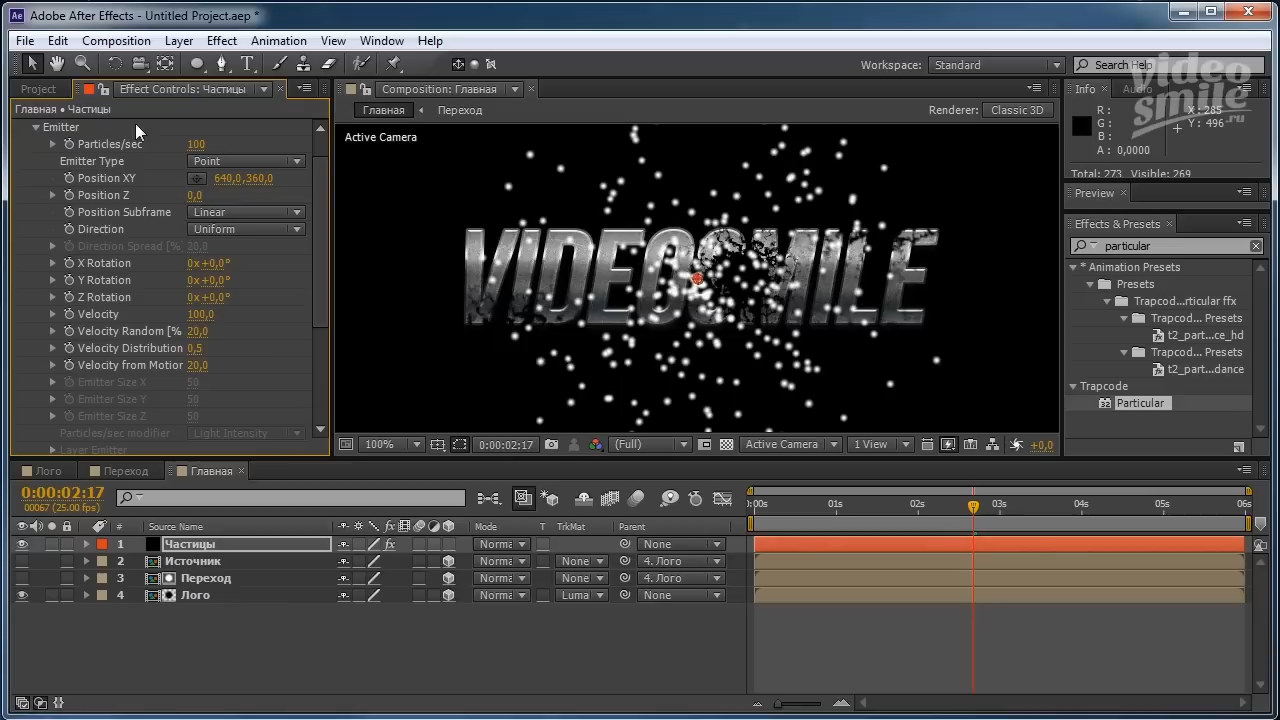 Adobe After Effects - Untitled Project.aep *
File Edit Composition Layer Effect Animation View Window Help
Workspace: Standard Search Help
video smile .ru
Project Effect Controls: Частицы
Composition: Главная
Info Audio
Главная • Частицы
Главная Переход
Renderer: Classic 3D
Active Camera
R:
G:
B:
A: 0,0000
X: 285
Y: 496
Total: 273 Visible: 269
Emitter
Particles/sec 100
Emitter Type Point
Position XY 640,0,360,0
Position Z 0,0
Position Subframe Linear
Direction Uniform
Direction Spread [% 20,0
X Rotation 0x+0,0°
Y Rotation 0x+0,0°
Z Rotation 0x+0,0°
Velocity 100,0
Velocity Random [% 20,0
Velocity Distribution 0,5
Velocity from Motion 20,0
Emitter Size X 50
Emitter Size Y 50
Emitter Size Z 50
Particles/sec modifier Light Intensity
Layer Emitter
VIDEOSMILE
Preview
Effects & Presets
particular
* Animation Presets
Presets
Trapcod...rticular ffx
Trapcod... Presets
t2_part...ce_hd
Trapcod... Presets
t2_part...dance
Trapcode
Particular
100% 0:00:02:17 (Full) Active Camera 1 View +0,0
Лого Переход Главная
0:00:02:17
00067 (25.00 fps)
:00s 01s 02s 03s 04s 05s 06s
# Source Name Mode T TrkMat Parent
1 Частицы Norma None
2 Источник Norma None 4. Лого
3 Переход Norma None 4. Лого
4 Лого Norma Luma None